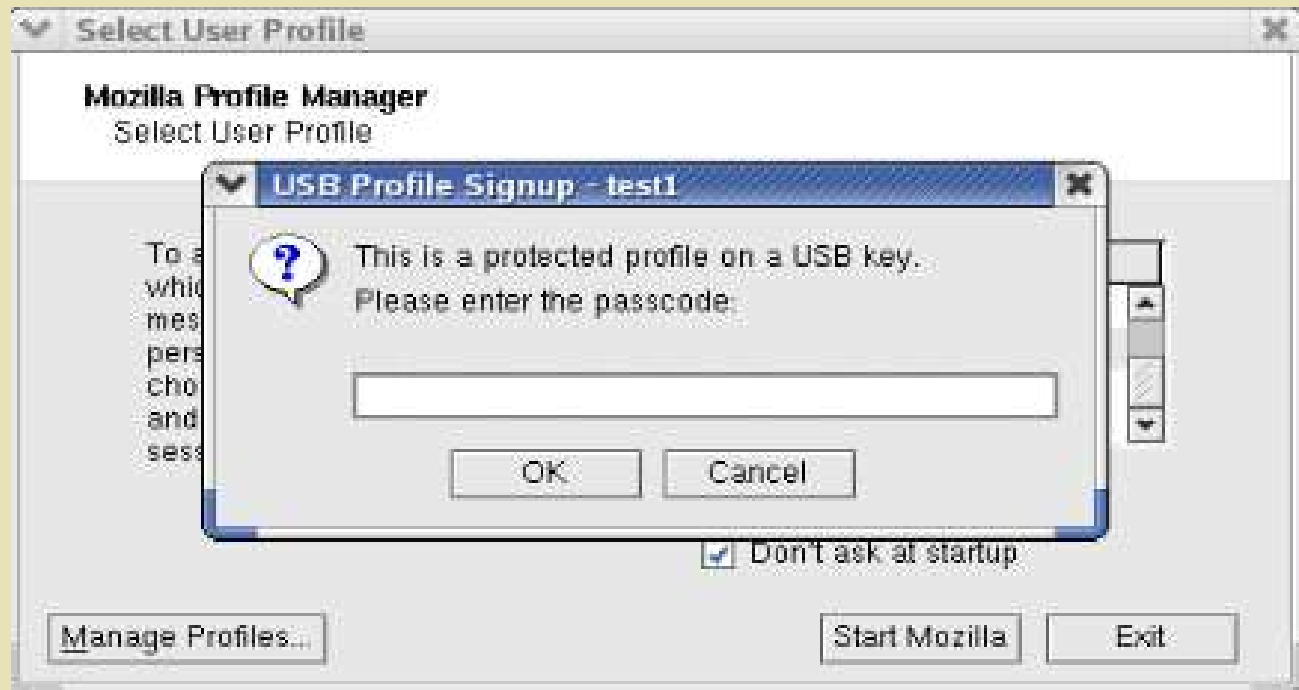 Select User Profile
Mozilla Profile Manager
Select User Profile
USB Profile Signup - test1
This is a protected profile on a USB key.
Please enter the passcode:
To a
whic
mes
pers
cho
and
sess
OK
Cancel
Don't ask at startup
Manage Profiles...
Start Mozilla
Exit